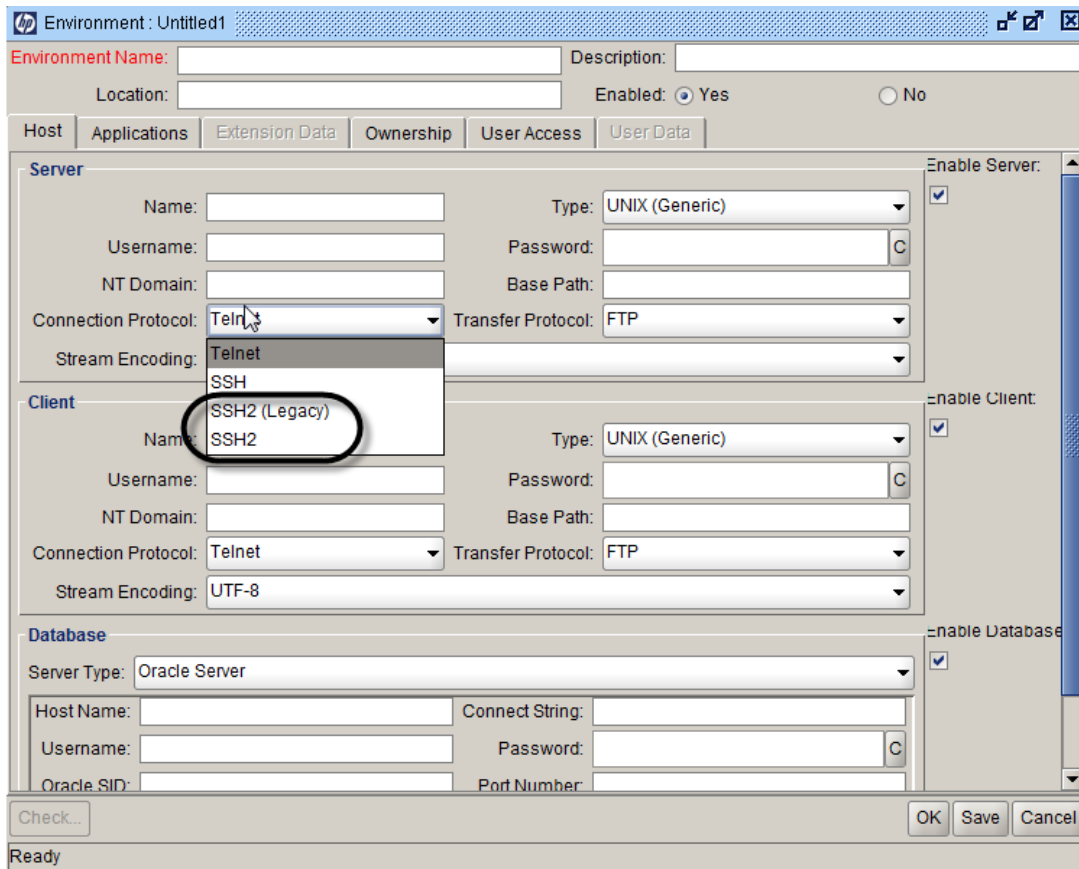 hp Environment : Untitled1
Environment Name: Description:
Location: Enabled: Yes No
Host Applications Extension Data Ownership User Access User Data
Server Enable Server:
Name: Type: UNIX (Generic)
Username: Password: C
NT Domain: Base Path:
Connection Protocol: Telnet Transfer Protocol: FTP
Stream Encoding: Telnet
SSH
Client SSH2 (Legacy) Enable Client:
Name SSH2 Type: UNIX (Generic)
Username: Password: C
NT Domain: Base Path:
Connection Protocol: Telnet Transfer Protocol: FTP
Stream Encoding: UTF-8
Database Enable Database
Server Type: Oracle Server
Host Name: Connect String:
Username: Password: C
Oracle SID: Port Number:
Check... OK Save Cancel
Ready